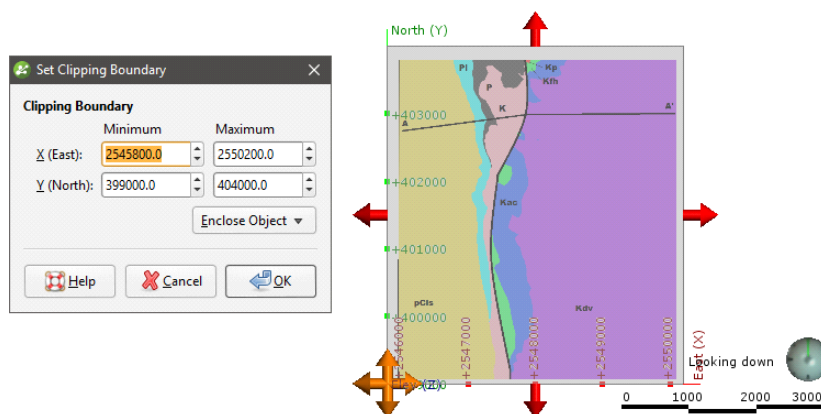 Set Clipping Boundary
Clipping Boundary
Minimum Maximum
X (East): 2545800.0 2550200.0
Y (North): 399000.0 404000.0
Enclose Object
Help Cancel OK
North (Y)
Pl
Kp
P
Kfh
K
+403000
A
A'
+402000
Kac
+401000
pCls
Kdv
+400000
+2546000
+2547000
+2548000
+2549000
+2550000
East (X)
Looking down
Elev (Z)
0 1000 2000 3000